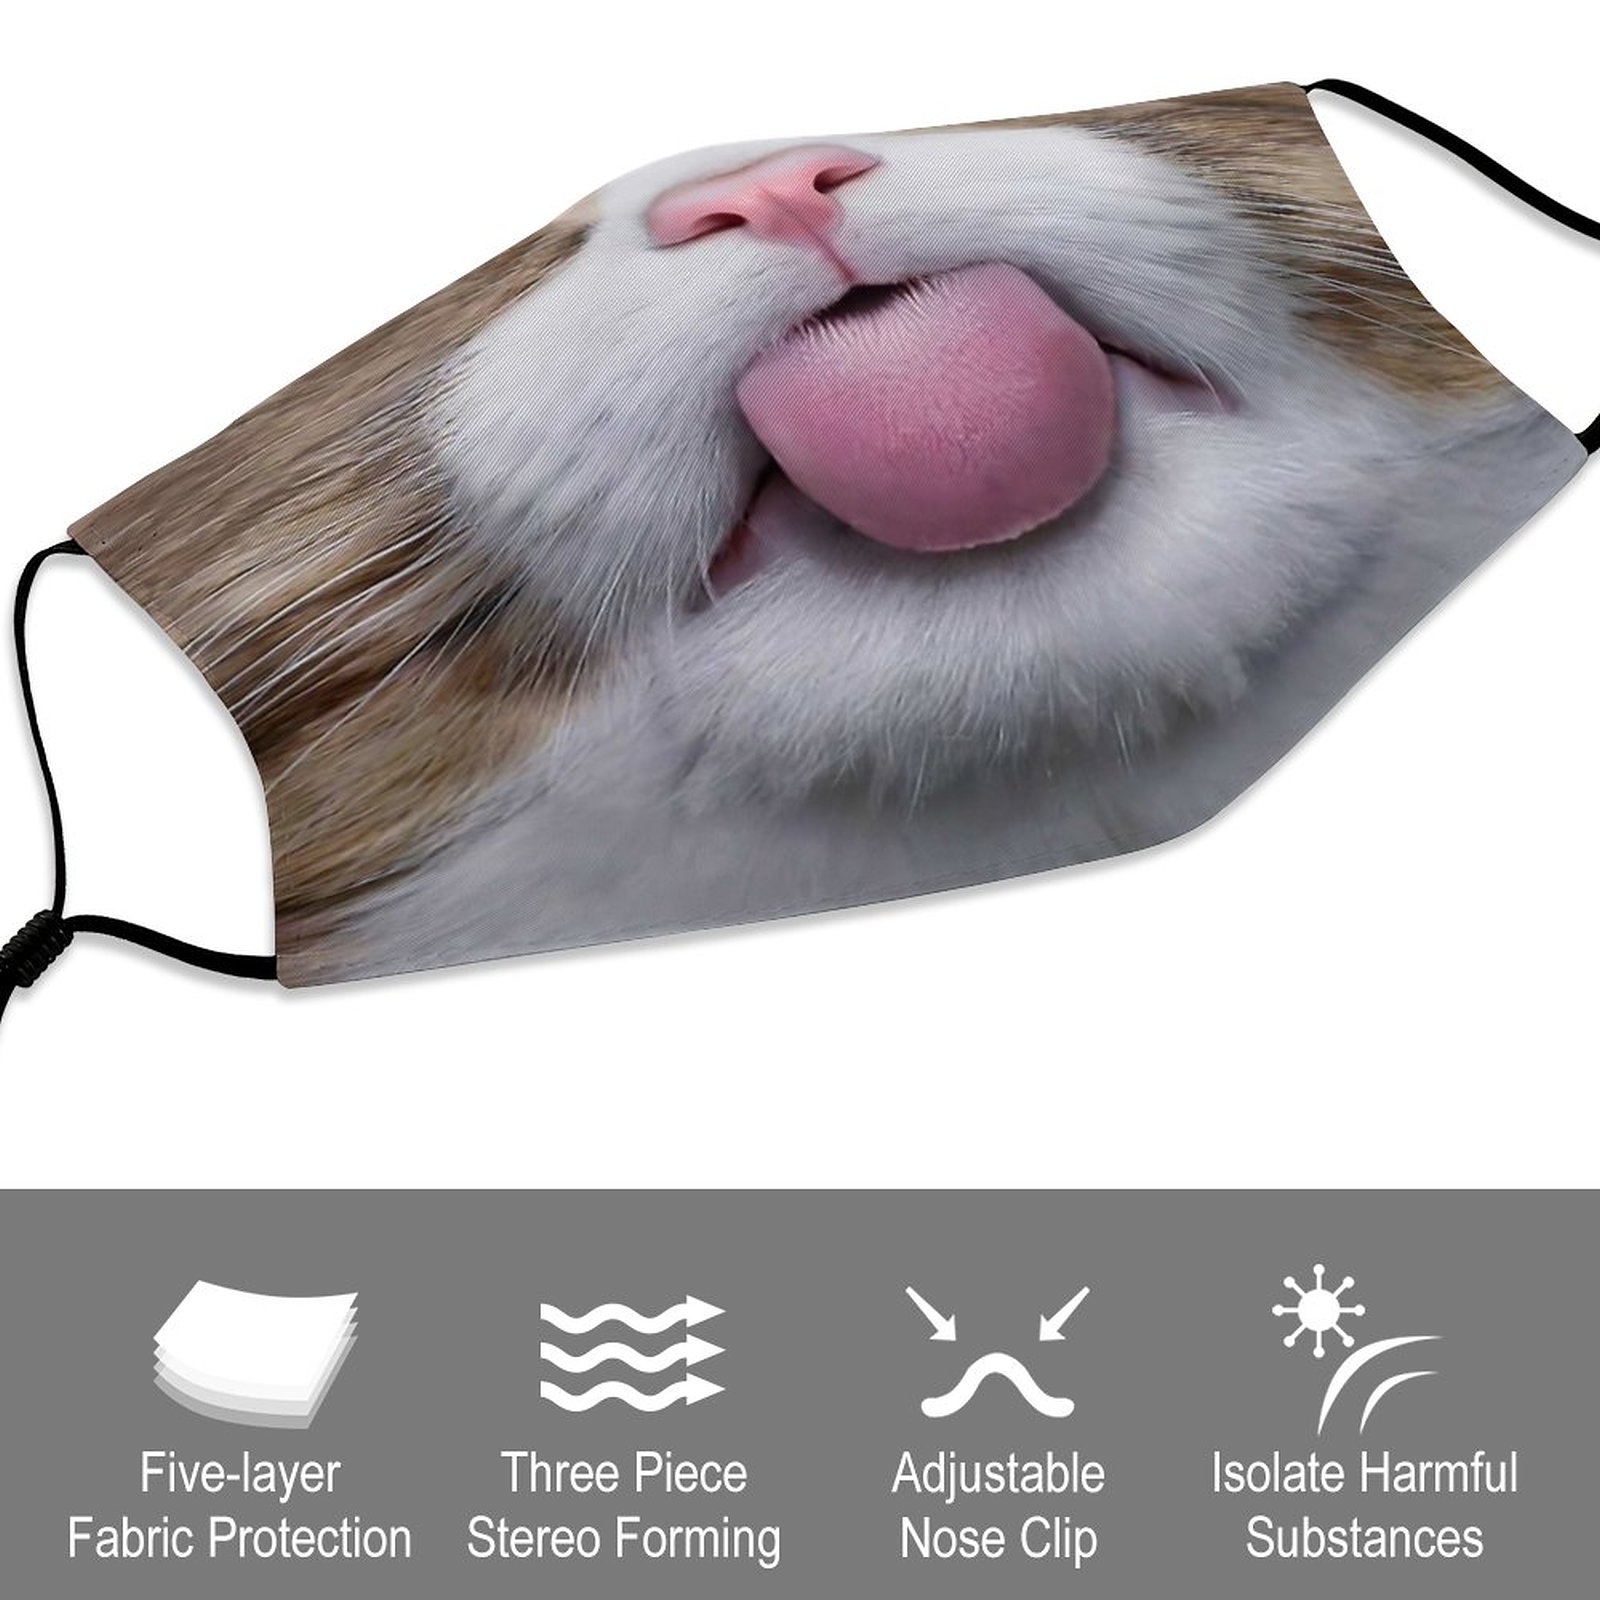 Five-layer
Fabric Protection
Three Piece
Stereo Forming
Adjustable
Nose Clip
Isolate Harmful
Substances